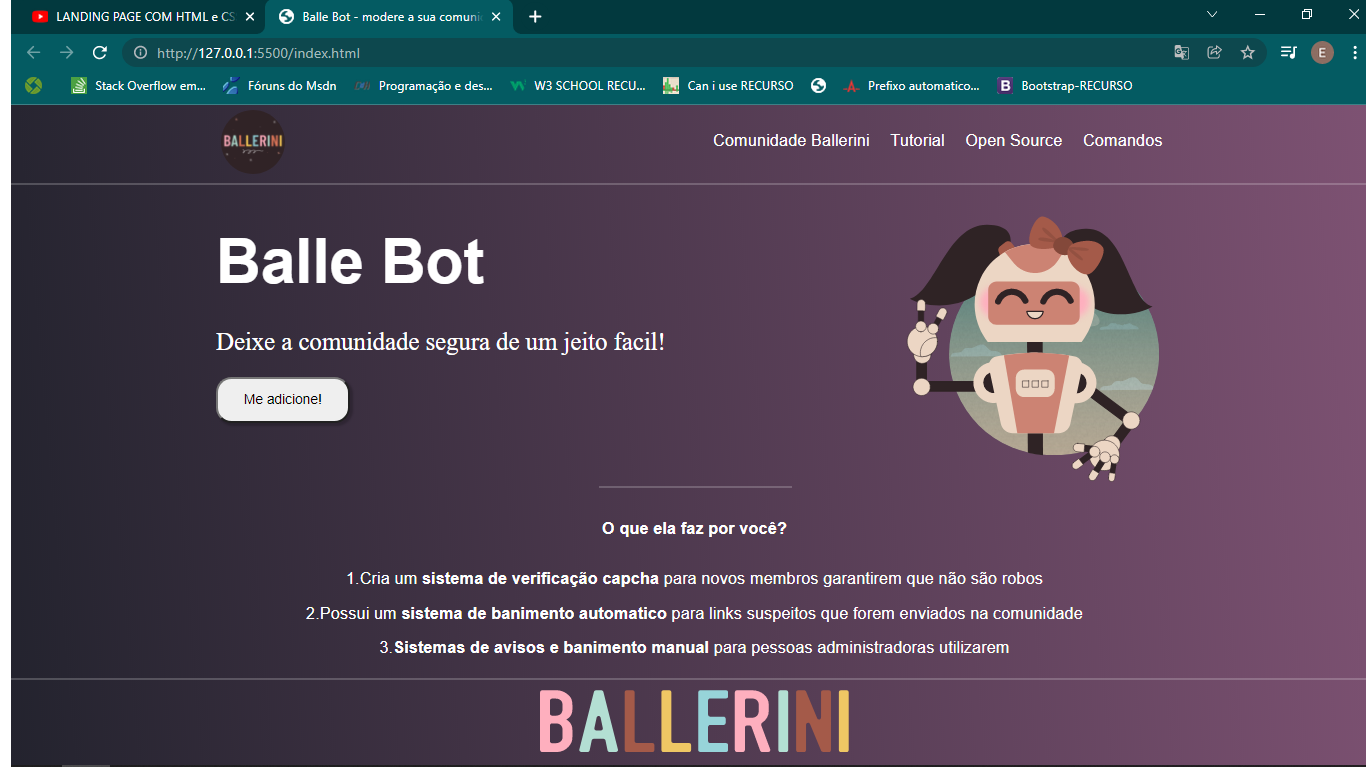 LANDING PAGE COM HTML e CS
Balle Bot - modere a sua comuni
http://127.0.0.1:5500/index.html
E
Stack Overflow em...
Fóruns do Msdn
Programação e des...
W3 SCHOOL RECU...
Can i use RECURSO
Prefixo automatico...
B
Bootstrap-RECURSO
BALLERINI
Comunidade Ballerini
Tutorial
Open Source
Comandos
Balle Bot
Deixe a comunidade segura de um jeito facil!
Me adicione!
O que ela faz por você?
1.Cria um sistema de verificação capcha para novos membros garantirem que não são robos
2.Possui um sistema de banimento automatico para links suspeitos que forem enviados na comunidade
3.Sistemas de avisos e banimento manual para pessoas administradoras utilizarem
BALLERINI